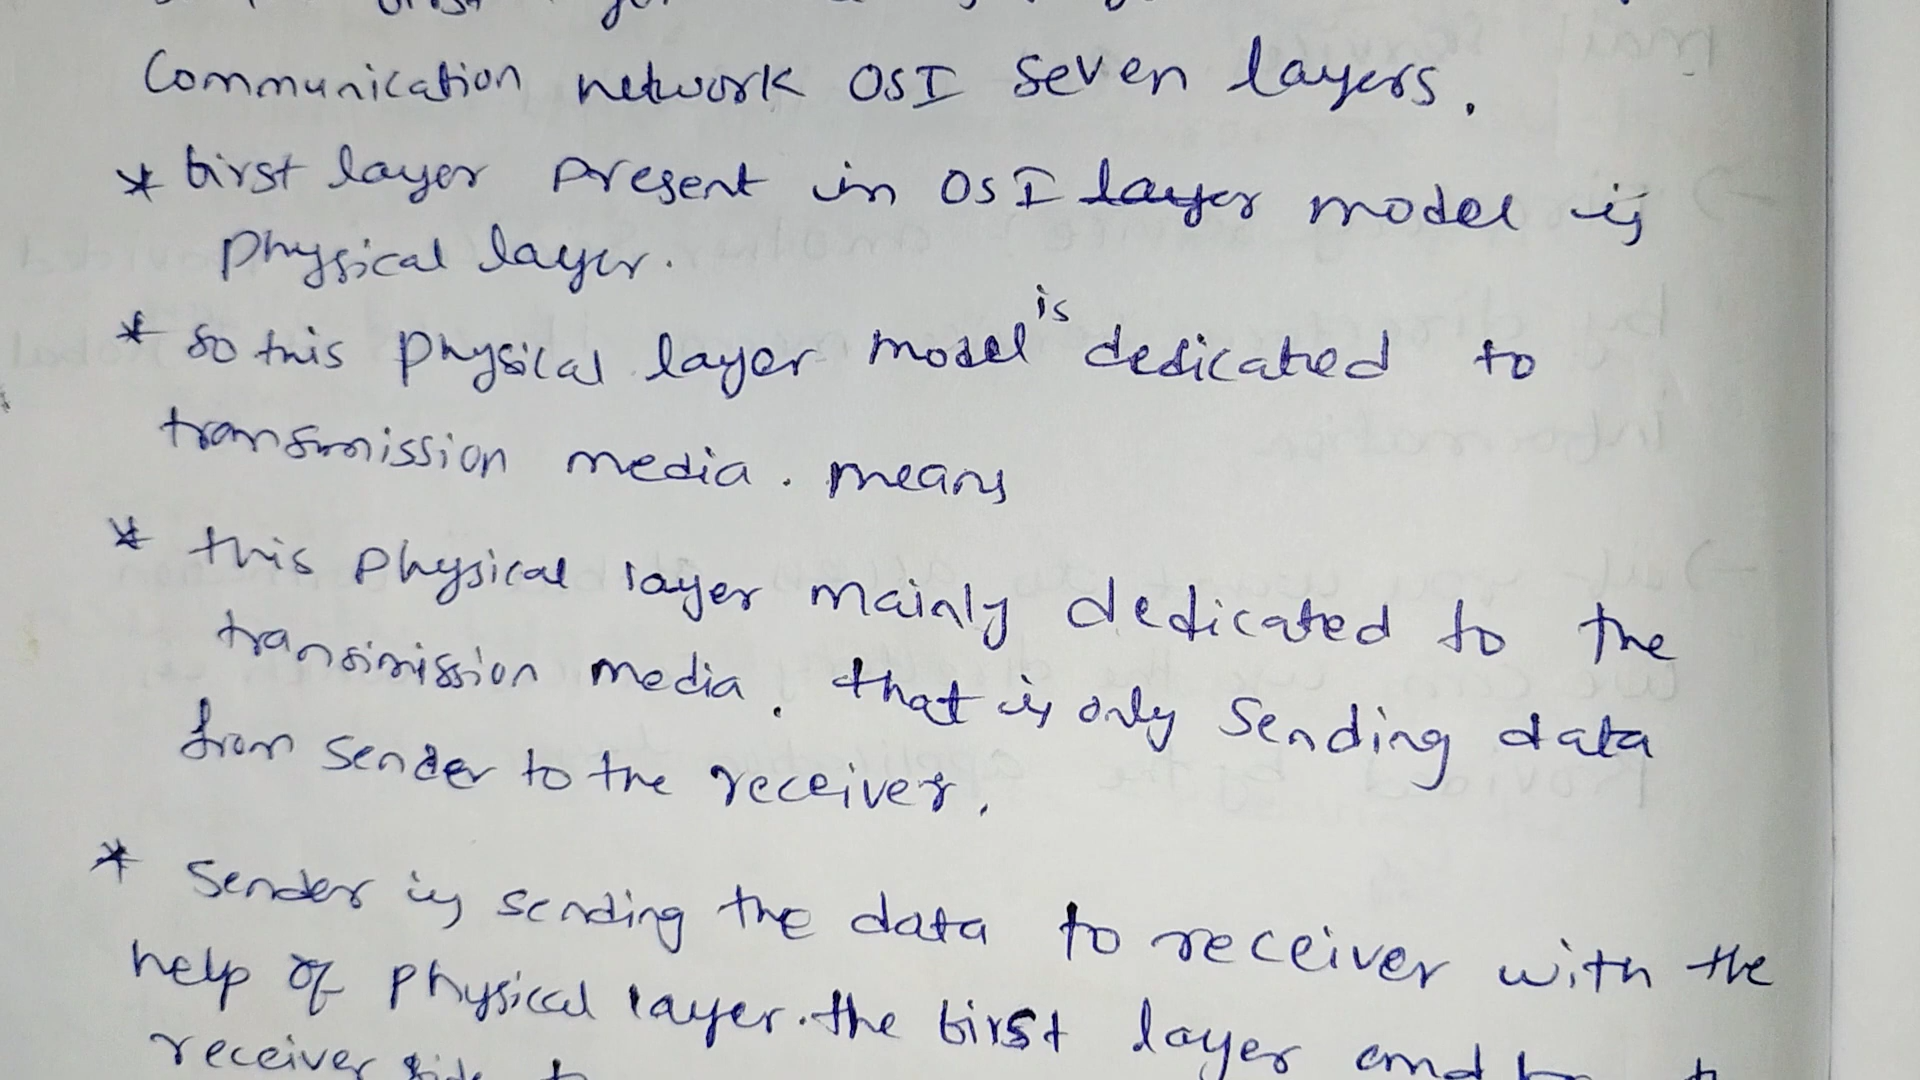 Communication network OSI seven layers.
* first layer present in OSI layer model is
physical layer.
* so this physical layer model is dedicated to
transmission media. means
* this physical layer mainly dedicated to the
transimission media. that is only sending data
from sender to the receiver.
* sender is sending the data to receiver with the
help of physical layer. the first layer and
receiver side